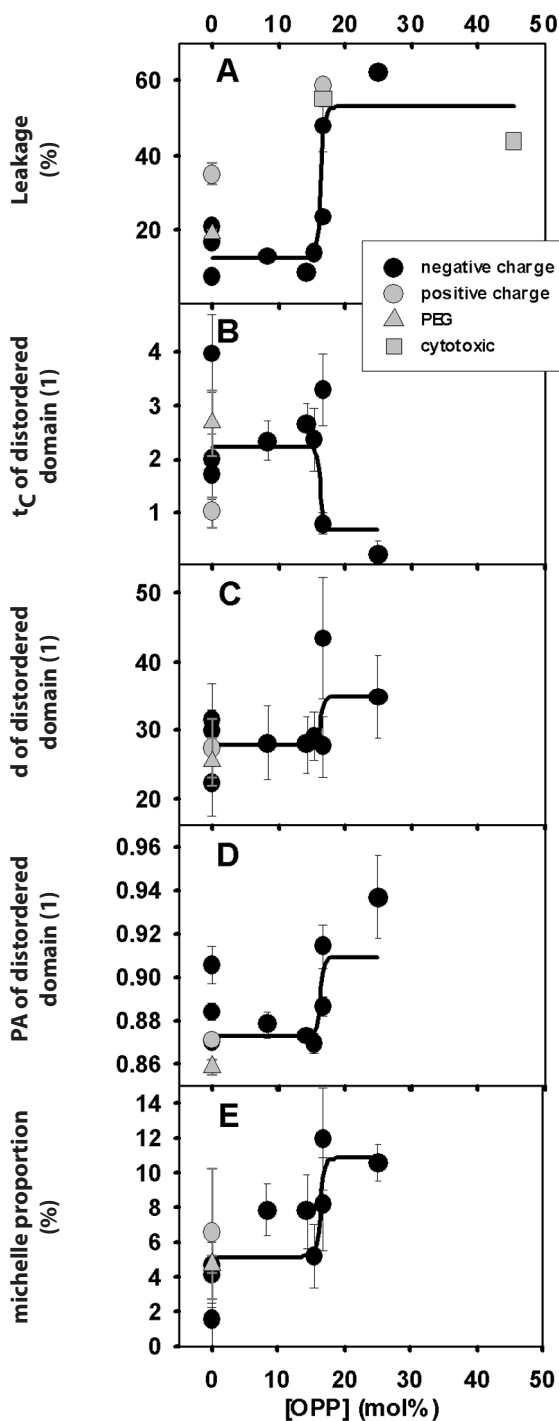 0 10 20 30 40 50
A
Leakage
(%)
60
40
20
negative charge
positive charge
PEG
cytotoxic
B
tC of distordered
domain (1)
4
3
2
1
C
d of distordered
domain (1)
50
40
30
20
D
PA of distordered
domain (1)
0.96
0.94
0.92
0.90
0.88
0.86
E
michelle proportion
(%)
14
12
10
8
6
4
2
0
0 10 20 30 40 50
[OPP] (mol%)